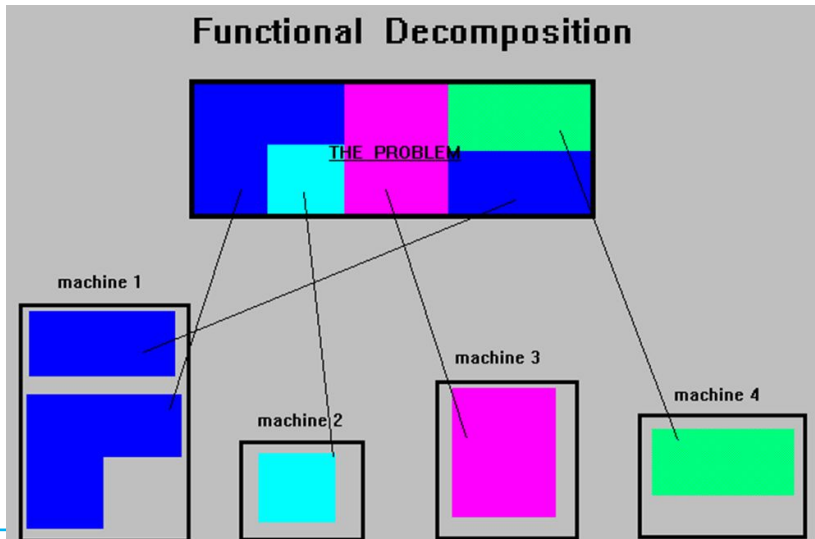 Functional Decomposition
THE PROBLEM
machine 1
machine 3
machine 4
machine 2